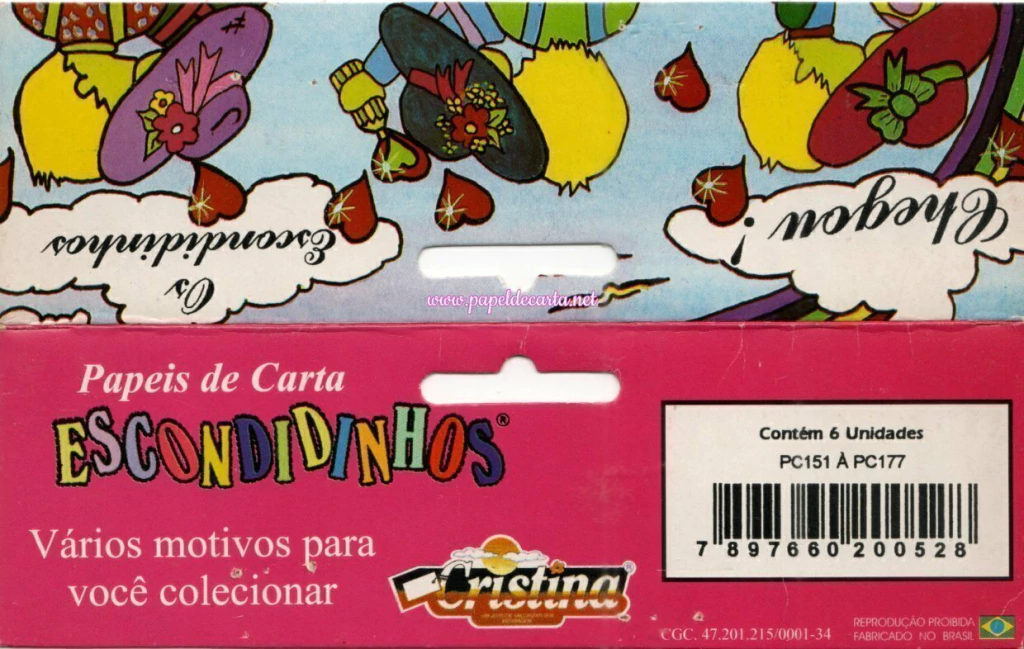 Chegou!
Os
Escondidinhos
www.papeldecarta.net
Papeis de Carta
ESCONDIDINHOS®
Vários motivos para
você colecionar
Cristina®
Contém 6 Unidades
PC151 À PC177
7 897660 200528
CGC. 47.201.215/0001-34
REPRODUÇÃO PROIBIDA
FABRICADO NO BRASIL